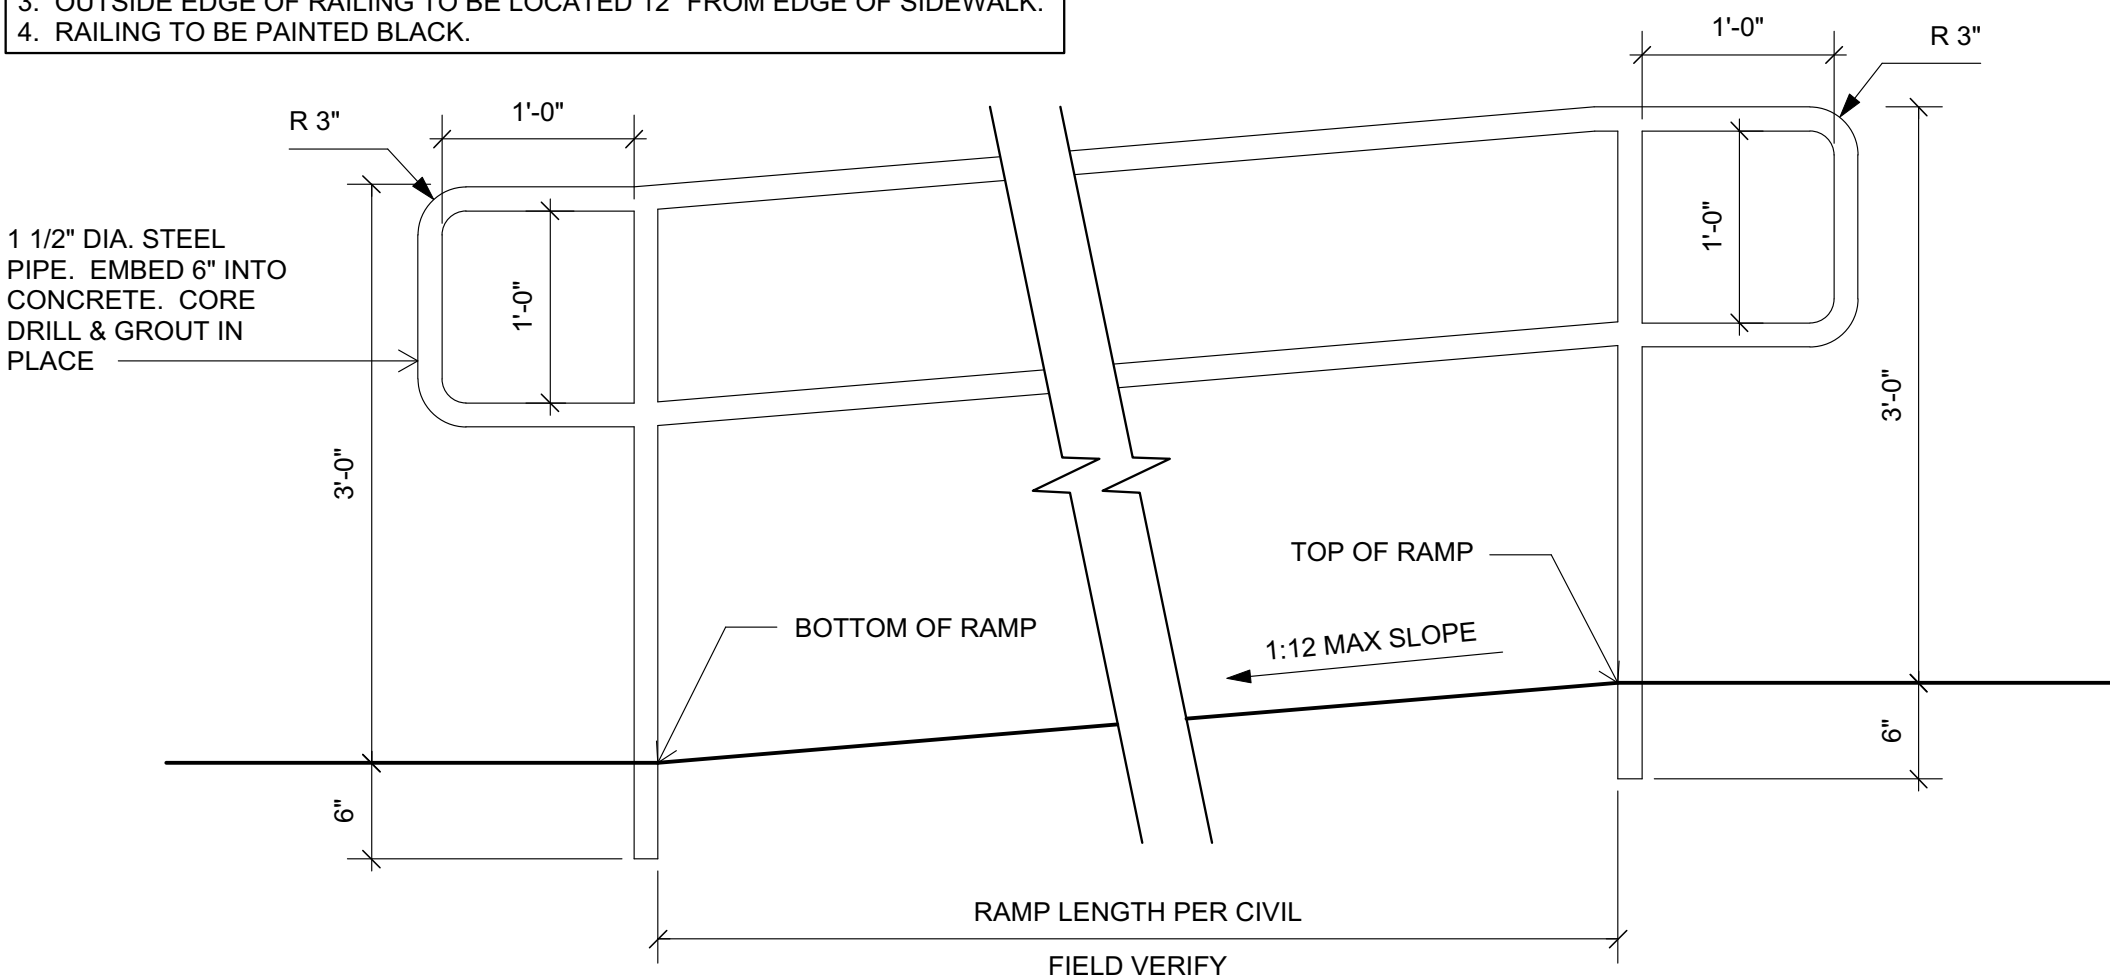 3. OUTSIDE EDGE OF RAILING TO BE LOCATED 12" FROM EDGE OF SIDEWALK.
4. RAILING TO BE PAINTED BLACK.
1'-0"
R 3"
R 3"
1'-0"
1 1/2" DIA. STEEL
PIPE. EMBED 6" INTO
CONCRETE. CORE
DRILL & GROUT IN
PLACE
1'-0"
1'-0"
3'-0"
3'-0"
TOP OF RAMP
BOTTOM OF RAMP
1:12 MAX SLOPE
6"
6"
RAMP LENGTH PER CIVIL
FIELD VERIFY